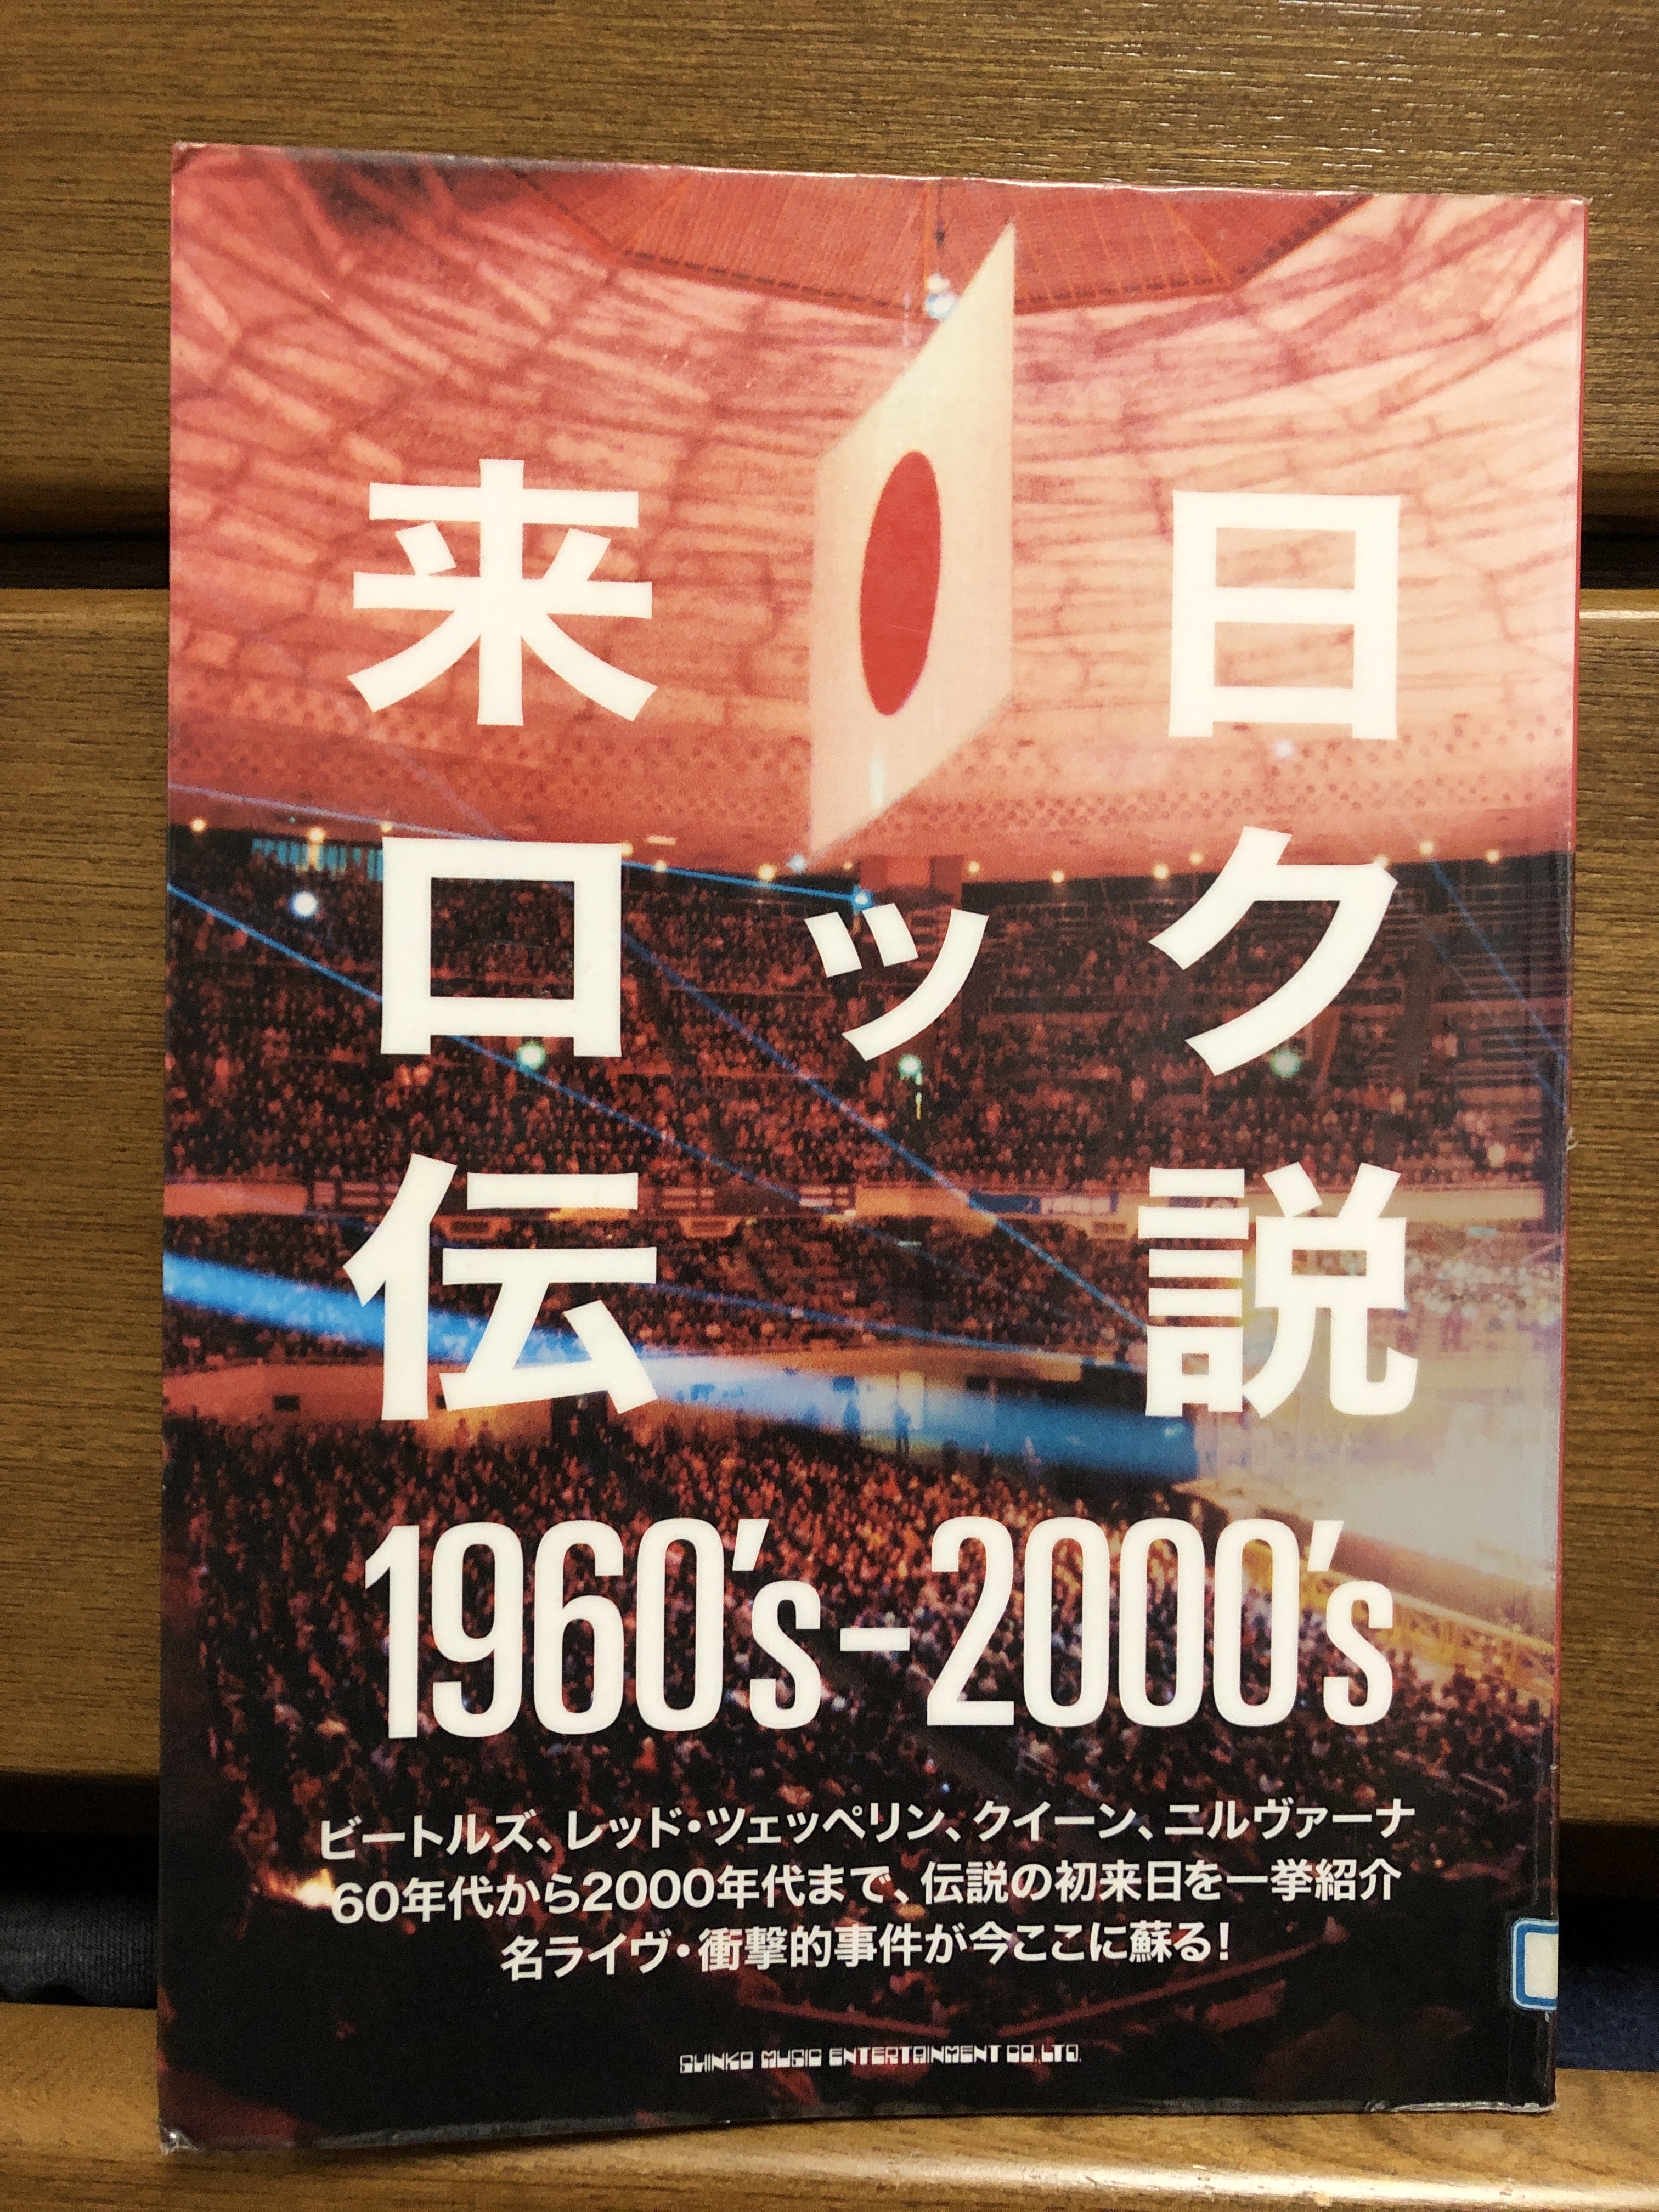 来日
ロック
伝説
1960's-2000's
ビートルズ、レッド・ツェッペリン、クイーン、ニルヴァーナ
60年代から2000年代まで、伝説の初来日を一挙紹介
名ライヴ・衝撃的事件が今ここに蘇る!
SHINKO MUSIC ENTERTAINMENT CO.,LTD.